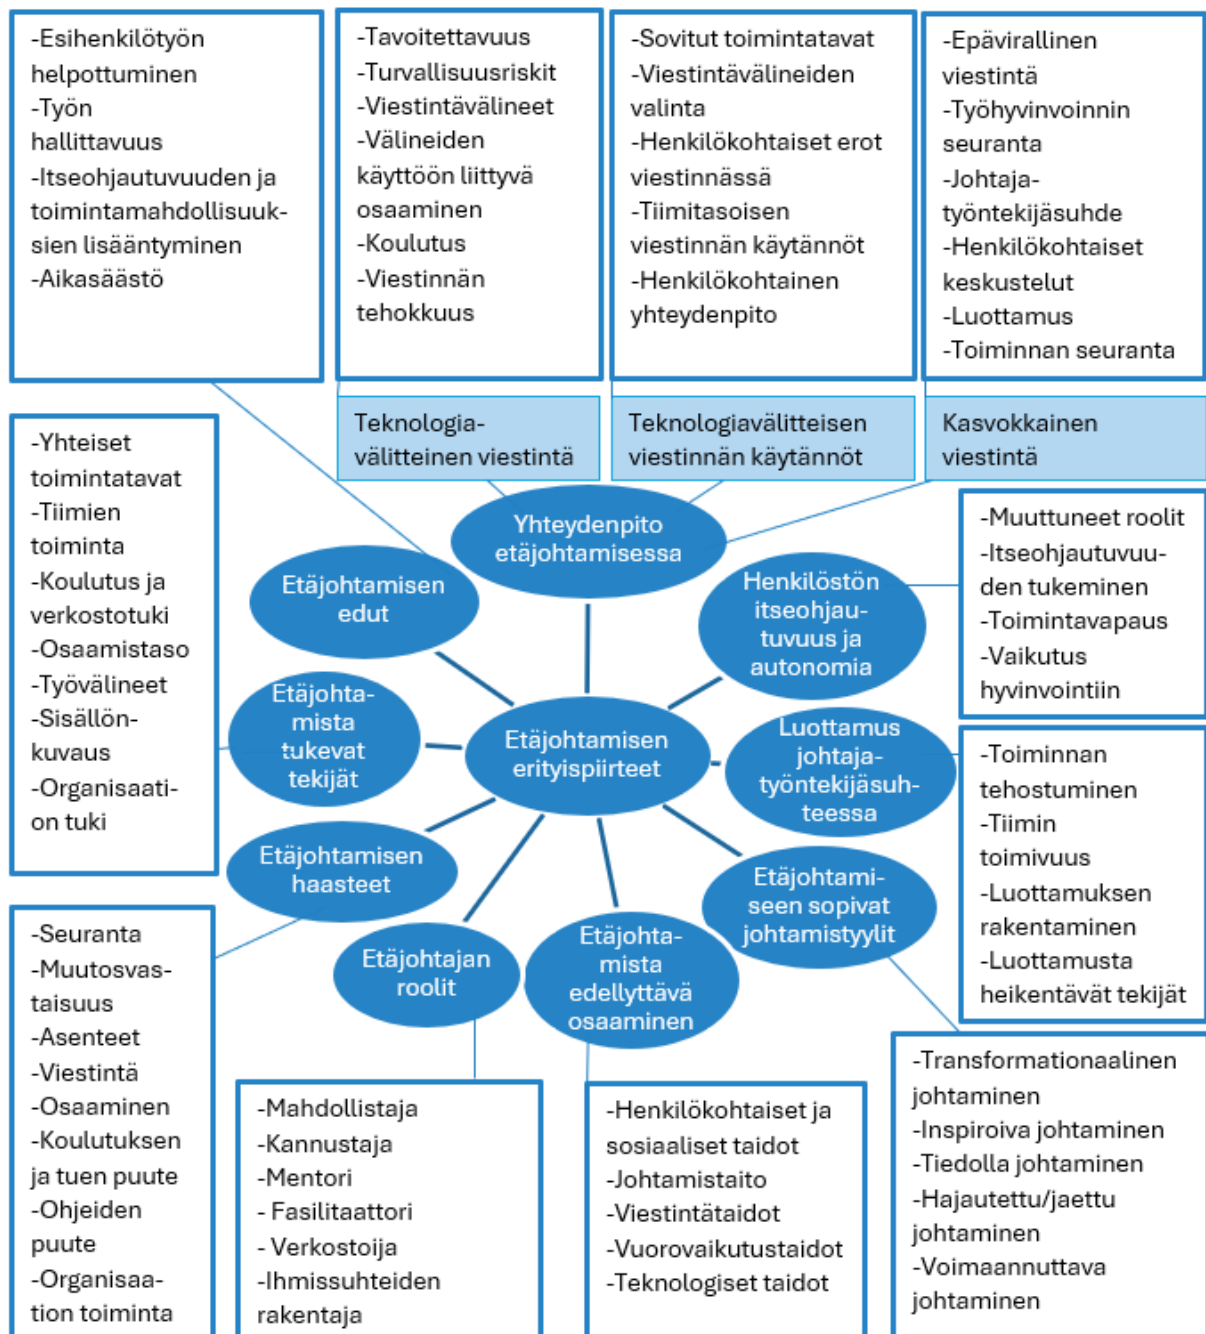 -Esihenkilötyön
helpottuminen
-Työn
hallittavuus
-Itseohjautuvuuden ja
toimintamahdollisuuk-
sien lisääntyminen
-Aikasäästö
-Tavoitettavuus
-Turvallisuusriskit
-Viestintävälineet
-Välineiden
käyttöön liittyvä
osaaminen
-Koulutus
-Viestinnän
tehokkuus
-Sovitut toimintatavat
-Viestintävälineiden
valinta
-Henkilökohtaiset erot
viestinnässä
-Tiimitasoisen
viestinnän käytännöt
-Henkilökohtainen
yhteydenpito
-Epävirallinen
viestintä
-Työhyvinvoinnin
seuranta
-Johtaja-
työntekijäsuhde
-Henkilökohtaiset
keskustelut
-Luottamus
-Toiminnan seuranta
Teknologia-
välitteinen viestintä
Teknologiavälitteisen
viestinnän käytännöt
Kasvokkainen
viestintä
Yhteydenpito
etäjohtamisessa
Etäjohtamisen
edut
Henkilöstön
itseohjau-
tuvuus ja
autonomia
-Muuttuneet roolit
-Itseohjautuvuu-
den tukeminen
-Toimintavapaus
-Vaikutus
hyvinvointiin
-Yhteiset
toimintatavat
-Tiimien
toiminta
-Koulutus ja
verkostotuki
-Osaamistaso
-Työvälineet
-Sisällön-
kuvaus
-Organisaati-
on tuki
Etäjohta-
mista
tukevat
tekijät
Etäjohtamisen
erityispiirteet
Luottamus
johtaja-
työntekijäsuh-
teessa
-Toiminnan
tehostuminen
-Tiimin
toimivuus
-Luottamuksen
rakentaminen
-Luottamusta
heikentävät tekijät
Etäjohtamisen
haasteet
Etäjohtajan
roolit
Etäjohta-
mista
edellyttävä
osaaminen
Etäjohtami-
seen sopivat
johtamistyylit
-Seuranta
-Muutosvas-
taisuus
-Asenteet
-Viestintä
-Osaaminen
-Koulutuksen
ja tuen puute
-Ohjeiden
puute
-Organisaa-
tion toiminta
-Mahdollistaja
-Kannustaja
-Mentori
- Fasilitaattori
- Verkostoija
-Ihmissuhteiden
rakentaja
-Henkilökohtaiset ja
sosiaaliset taidot
-Johtamistaito
-Viestintätaidot
-Vuorovaikutustaidot
-Teknologiset taidot
-Transformationaalinen
johtaminen
-Inspiroiva johtaminen
-Tiedolla johtaminen
-Hajautettu/jaettu
johtaminen
-Voimaannuttava
johtaminen